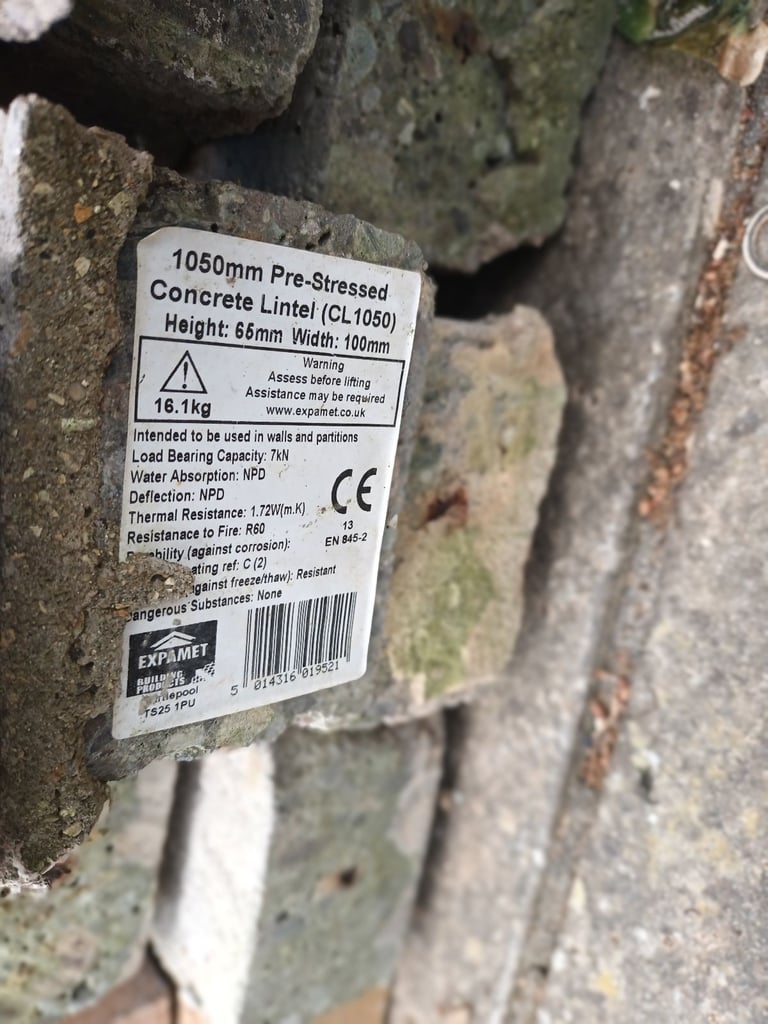 1050mm Pre-Stressed
Concrete Lintel (CL1050)
Height: 65mm Width: 100mm
Warning
Assess before lifting
Assistance may be required
www.expamet.co.uk
16.1kg
Intended to be used in walls and partitions
Load Bearing Capacity: 7kN
Water Absorption: NPD
Deflection: NPD
Thermal Resistance: 1.72W(m.K)
Resistanace to Fire: R60
CE
13
EN 845-2
(against corrosion):
ref: C (2)
against freeze/thaw): Resistant
Substances: None
EXPAMET
BUILDING
PRODUCTS
TS25 1PU
5 014316 019521